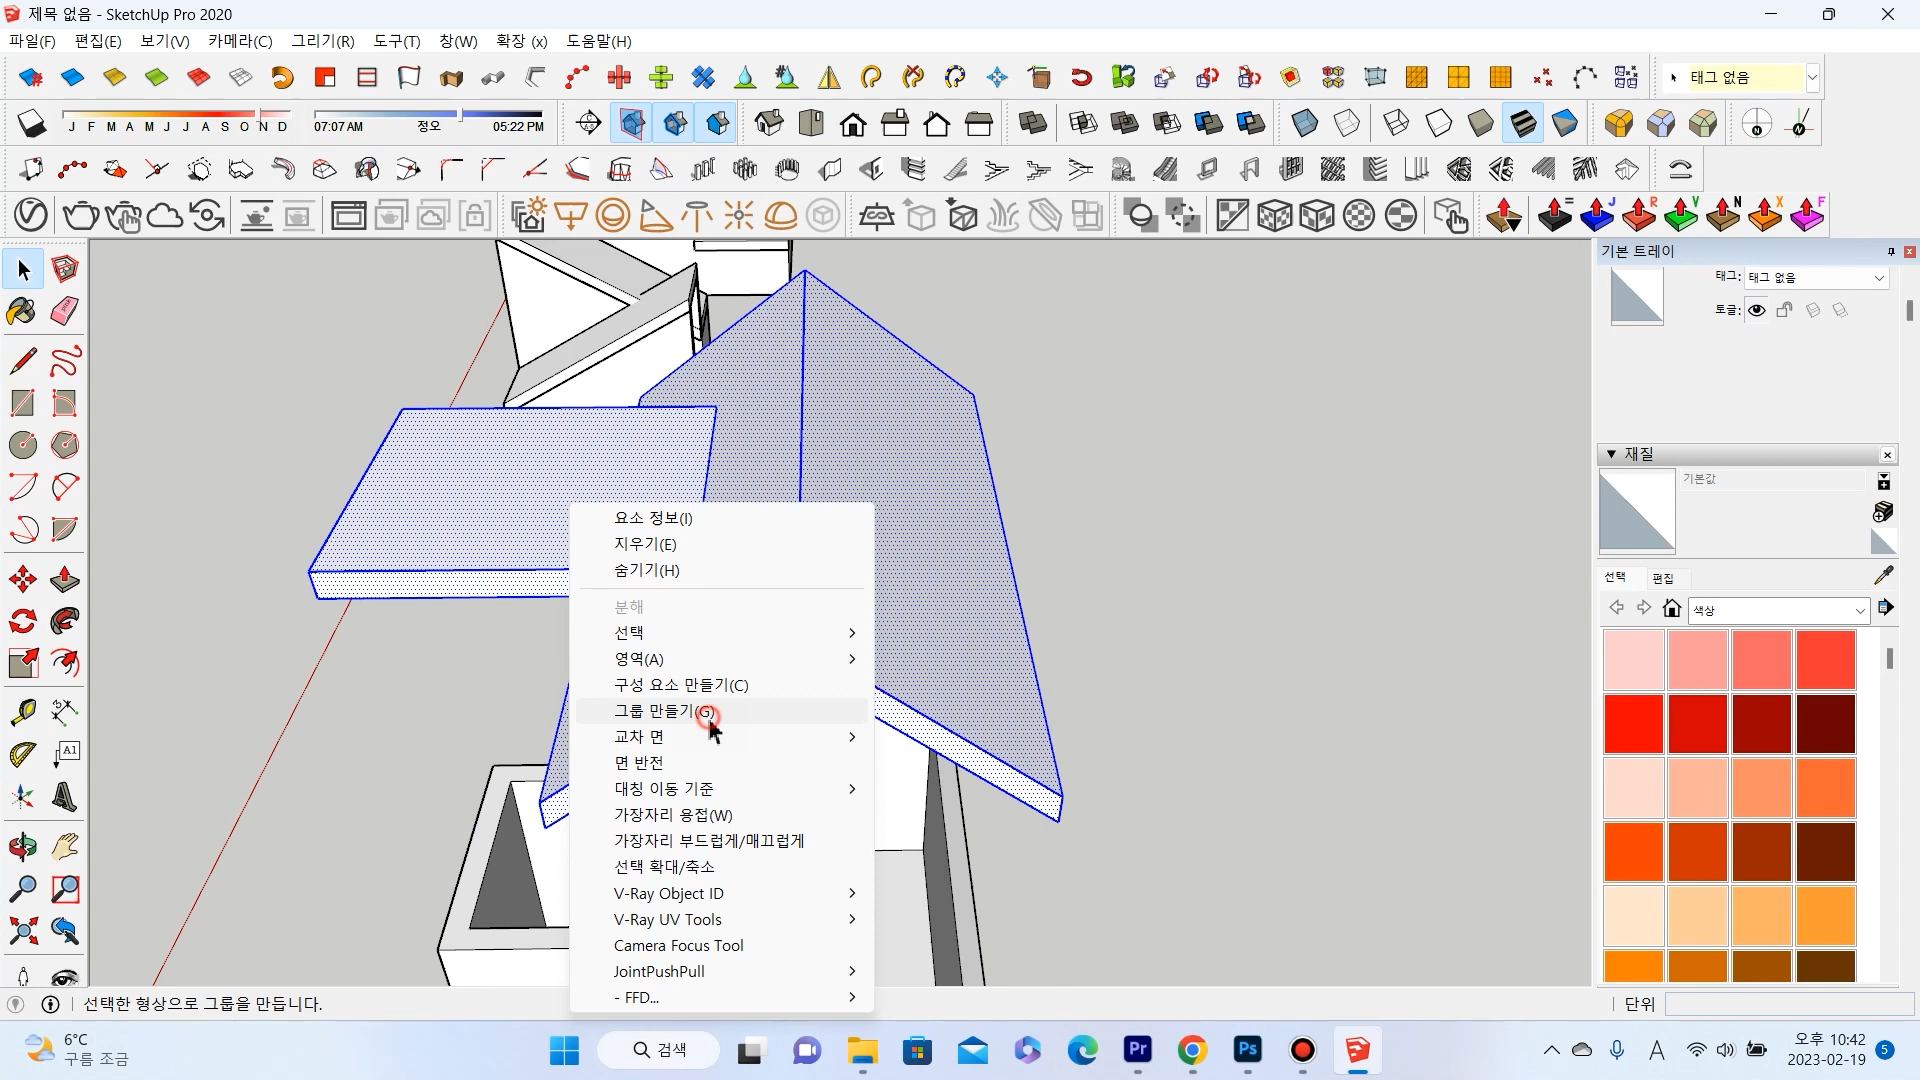 제목 없음 - SketchUp Pro 2020
파일(F) 편집(E) 보기(V) 카메라(C) 그리기(R) 도구(T) 창(W) 확장 (x) 도움말(H)
태그 없음
J F M A M J J A S O N D
07:07 AM 정오 05:22 PM
기본 트레이
태그: 태그 없음
토글:
재질
기본값
선택 편집
색상
요소 정보(I)
지우기(E)
숨기기(H)
분해
선택
영역(A)
구성 요소 만들기(C)
그룹 만들기(G)
교차 면
면 반전
대칭 이동 기준
가장자리 용접(W)
가장자리 부드럽게/매끄럽게
선택 확대/축소
V-Ray Object ID
V-Ray UV Tools
Camera Focus Tool
JointPushPull
- FFD...
선택한 형상으로 그룹을 만듭니다.
단위
6°C
구름 조금
검색
Pr
Ps
A
오후 10:42
2023-02-19
5